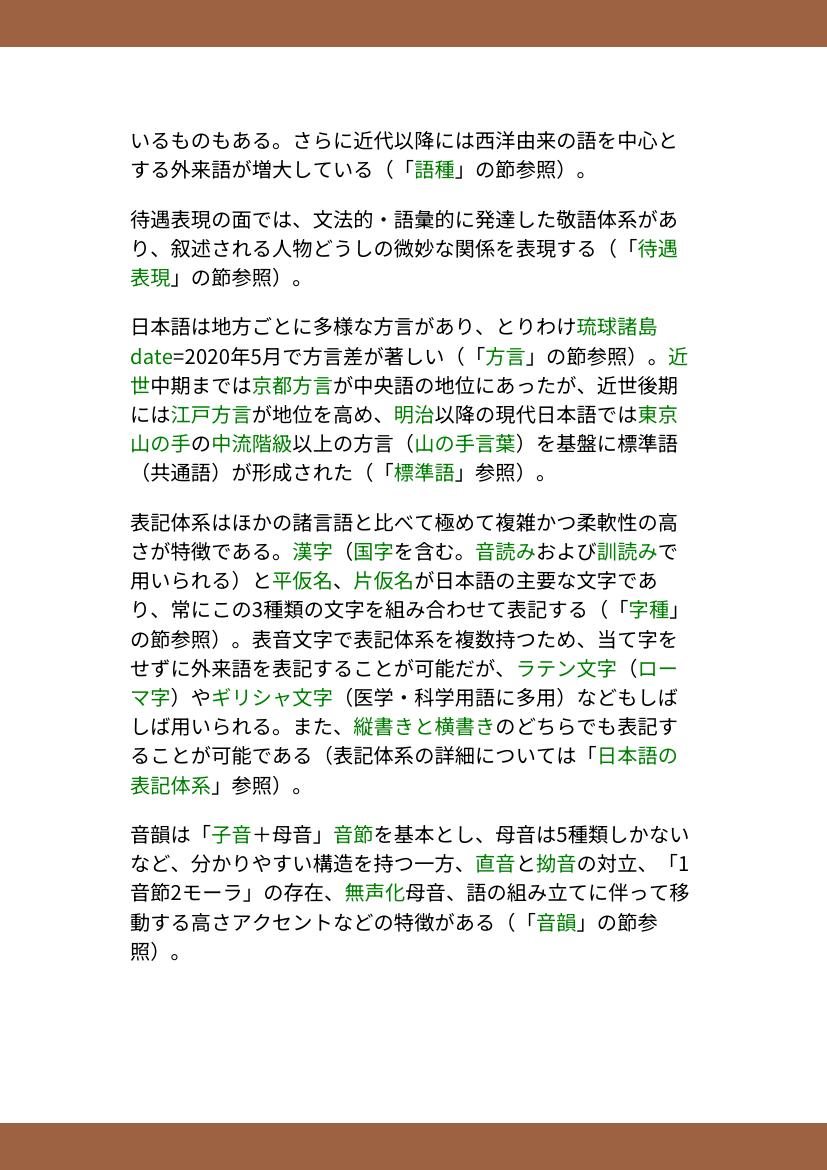 いるものもある。さらに近代以降には西洋由来の語を中心と
する外来語が増大している（「語種」の節参照）。
待遇表現の面では、文法的・語彙的に発達した敬語体系があ
り、叙述される人物どうしの微妙な関係を表現する（「待遇
表現」の節参照）。
日本語は地方ごとに多様な方言があり、とりわけ琉球諸島
date=2020年5月で方言差が著しい（「方言」の節参照）。近
世中期までは京都方言が中央語の地位にあったが、近世後期
には江戸方言が地位を高め、明治以降の現代日本語では東京
山の手の中流階級以上の方言（山の手言葉）を基盤に標準語
（共通語）が形成された（「標準語」参照）。
表記体系はほかの諸言語と比べて極めて複雑かつ柔軟性の高
さが特徴である。漢字（国字を含む。音読みおよび訓読みで
用いられる）と平仮名、片仮名が日本語の主要な文字であ
り、常にこの3種類の文字を組み合わせて表記する（「字種」
の節参照）。表音文字で表記体系を複数持つため、当て字を
せずに外来語を表記することが可能だが、ラテン文字（ロー
マ字）やギリシャ文字（医学・科学用語に多用）などもしば
しば用いられる。また、縦書きと横書きのどちらでも表記す
ることが可能である（表記体系の詳細については「日本語の
表記体系」参照）。
音韻は「子音＋母音」音節を基本とし、母音は5種類しかない
など、分かりやすい構造を持つ一方、直音と拗音の対立、「1
音節2モーラ」の存在、無声化母音、語の組み立てに伴って移
動する高さアクセントなどの特徴がある（「音韻」の節参
照）。